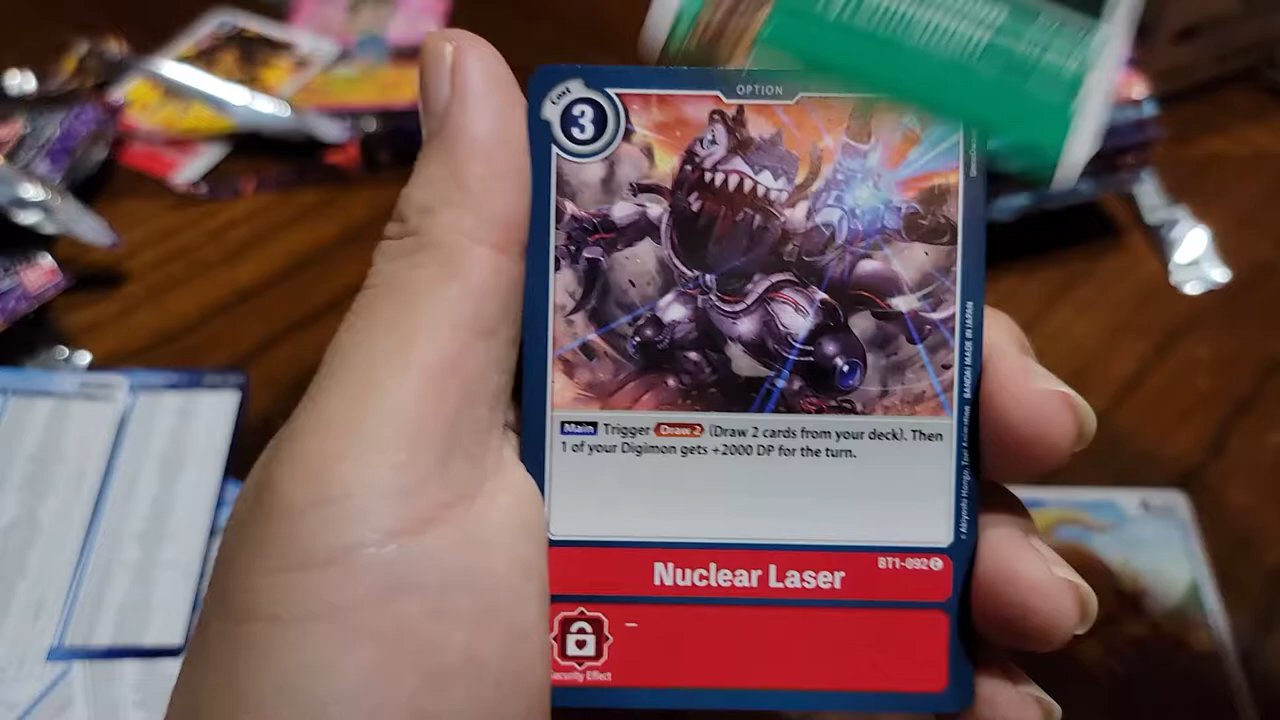 OPTION
Cost
3
Main Trigger Draw 2 (Draw 2 cards from your deck). Then
1 of your Digimon gets +2000 DP for the turn.
© Akiyoshi Hongo, Toei Animation BANDAI MADE IN JAPAN
BT1-092 C
Nuclear Laser
–
Security Effect